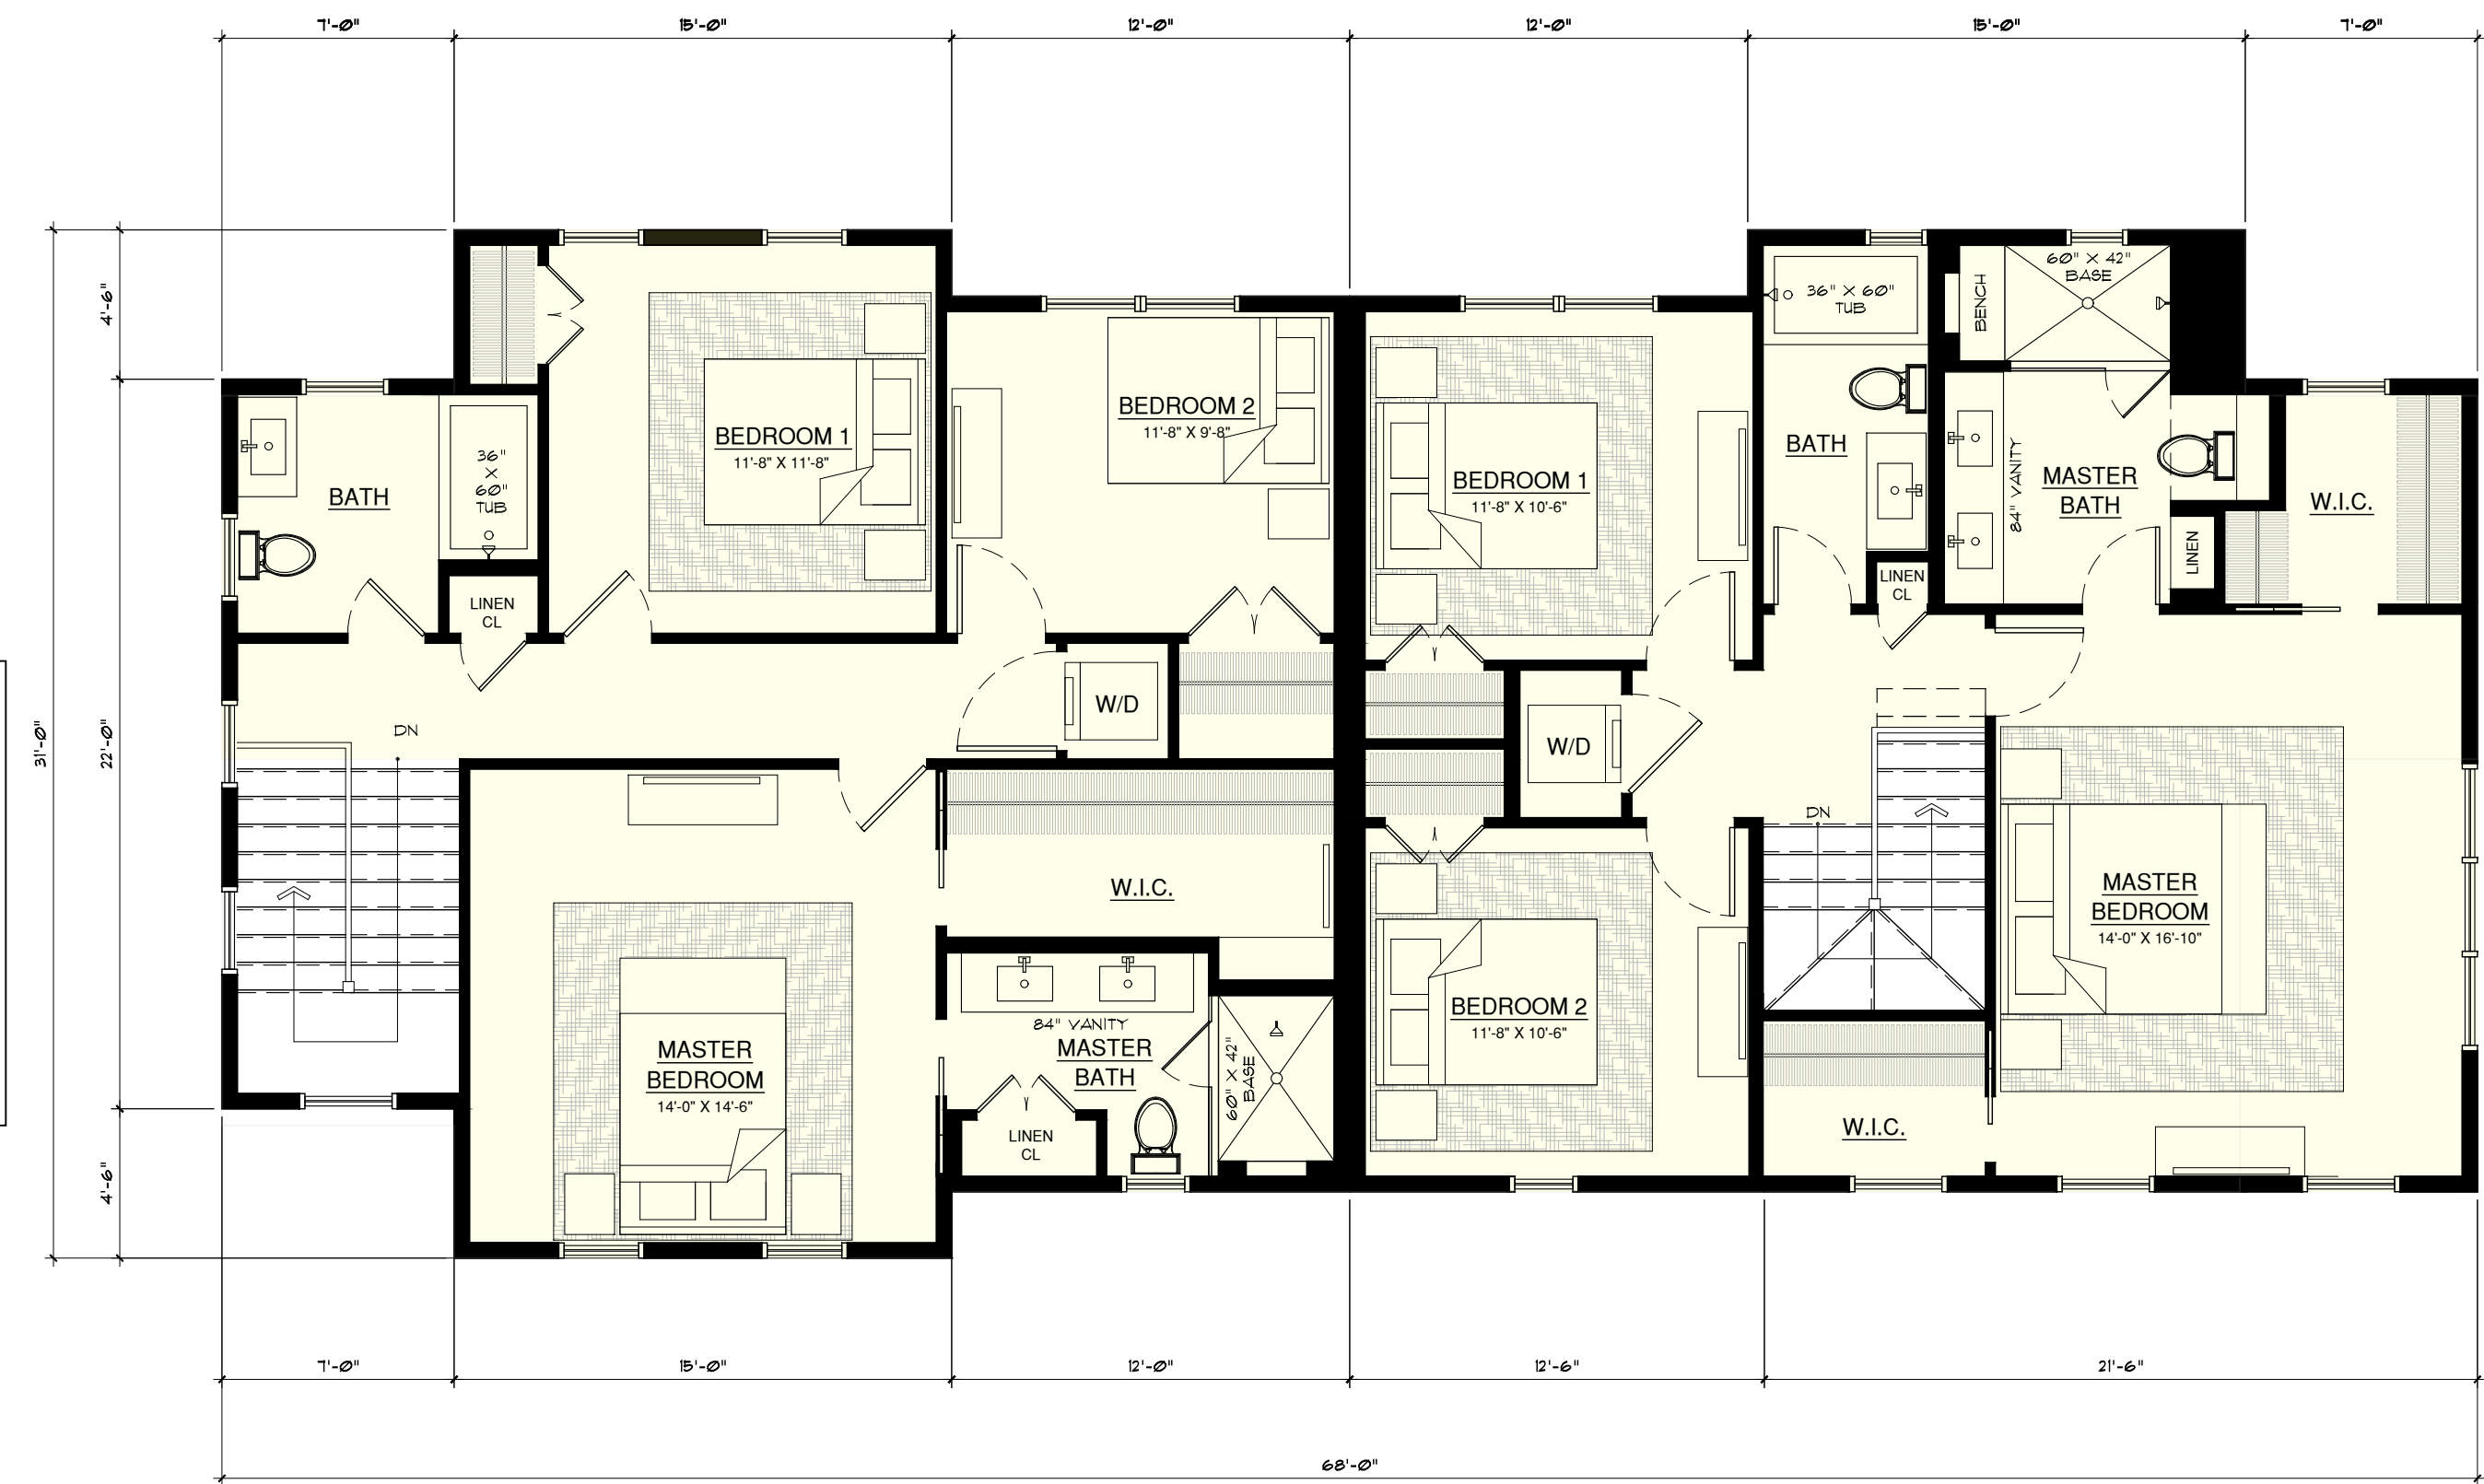 7'-0"
15'-0"
12'-0"
12'-0"
15'-0"
7'-0"
31'-0"
4'-6"
22'-0"
4'-6"
BATH
36"
X
60"
TUB
LINEN
CL
BEDROOM 1
11'-8" X 11'-8"
BEDROOM 2
11'-8" X 9'-8"
W/D
DN
MASTER
BEDROOM
14'-0" X 14'-6"
W.I.C.
84" VANITY
MASTER
BATH
60" X 42"
BASE
LINEN
CL
BEDROOM 1
11'-8" X 10'-6"
36" X 60"
TUB
BATH
LINEN
CL
BENCH
60" X 42"
BASE
84" VANITY
MASTER
BATH
LINEN
W.I.C.
W/D
DN
BEDROOM 2
11'-8" X 10'-6"
W.I.C.
MASTER
BEDROOM
14'-0" X 16'-10"
7'-0"
15'-0"
12'-0"
12'-6"
21'-6"
68'-0"